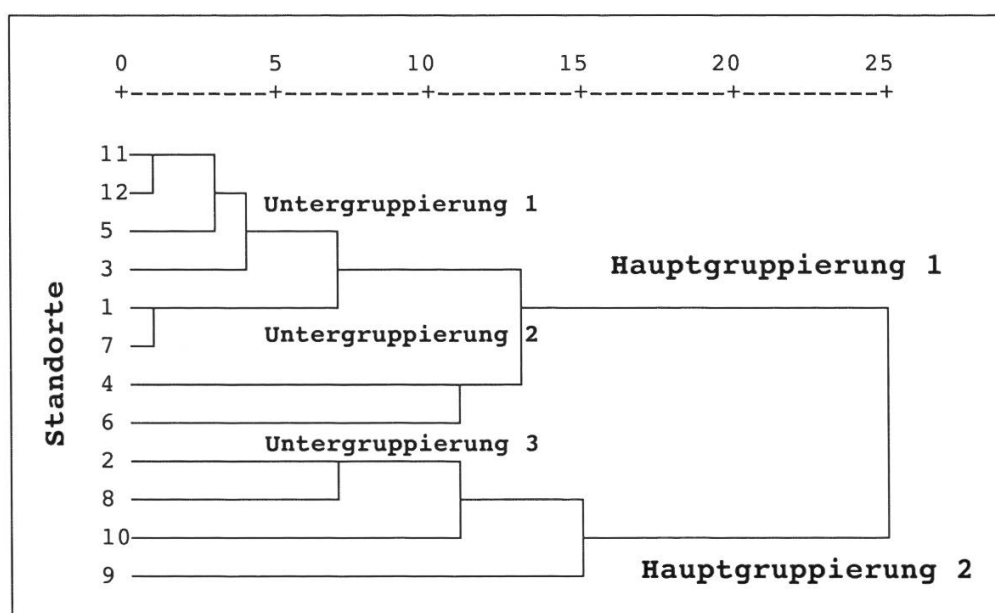 0 5 10 15 20 25
+---------+---------+---------+---------+---------+
11
12
Untergruppierung 1
5
3
Hauptgruppierung 1
1
7
Untergruppierung 2
4
6
Untergruppierung 3
2
8
10
9
Hauptgruppierung 2
Standorte